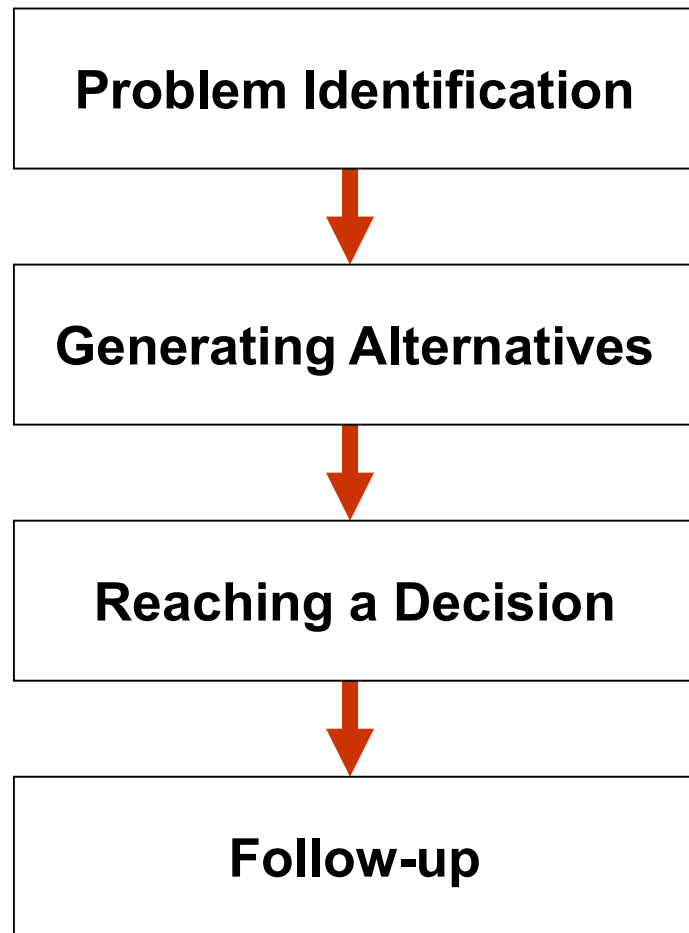 Problem Identification
Generating Alternatives
Reaching a Decision
Follow-up